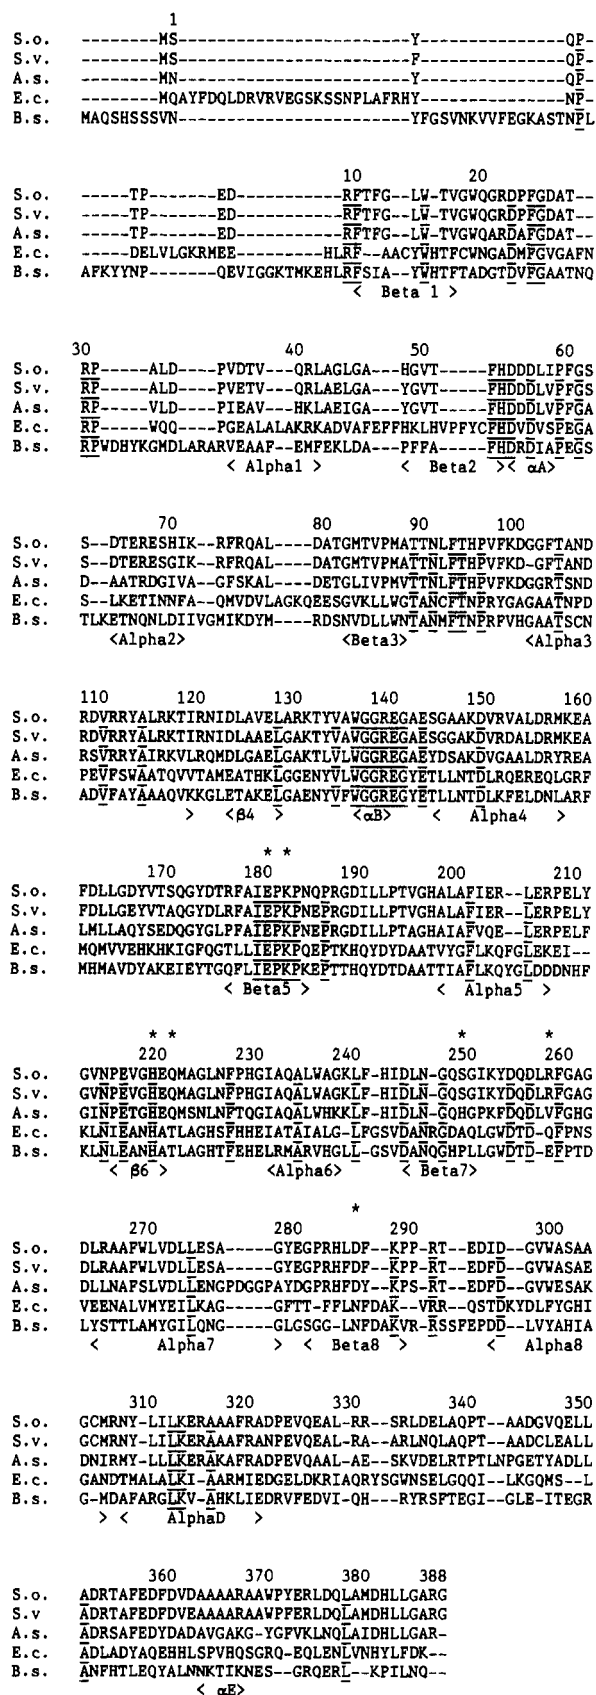 1
S.o. --------MS-------------------------Y---------------QP-
S.v. --------MS-------------------------F---------------QP-
A.s. --------MN-------------------------Y---------------QP-
E.c. --------MQAYFDQLDRVRVEGSKSSNPLAFRHY---------------NP-
B.s. MAQSHSSSVN-------------------------YFGSVNKVVFEGKASTNPL
10 20
S.o. -----TP-----ED-----------RFTFG--LW-TVGWQGRDPFGDAT--
S.v. -----TP-----ED-----------RFTFG--LW-TVGWQGRDPFGDAT--
A.s. -----TP-----ED-----------RFTFG--LW-TVGWQARDAFGDAT--
E.c. -----DELVLGKRMEE------HLRF--AACYWHTFCWNGADMFGVGAFN
B.s. AFKYYNP-----QEVIGGKTMKEHLRFSIA--YWHTFTADGTDVFGAATNQ
< Beta 1 >
30 40 50 60
S.o. RP-----ALD----PVDTV---QRLAGLGA---HGVT-----FHDDDLIPFGS
S.v. RP-----ALD----PVETV---QRLAELGA---YGVT-----FHDDDLVPFGS
A.s. RP-----VLD----PIEAV---HKLAEIGA---YGVT-----FHDDDLVPFGA
E.c. RP-----WQQ----PGEALALAKRKADVAFEFFHKLHVPFYCFHDVDVSPEGA
B.s. RPWDHYKGMDLARARVEAAF--EMFEKLDA---PFFA-----FHDRDIAPEGS
< Alpha1 > < Beta2 >< αA>
70 80 90 100
S.o. S--DTERESHIK--RFRQAL---DATGMTVPMATTNLFTHPVFKDGGFTAND
S.v. S--DTERESGIK--RFRQAL---DATGMTVPMATTNLFTHPVFKD-GFTAND
A.s. D--AATRDGIVA--GFSKAL---DETGLIVPMVTTNLFTHPVFKDGGRTSND
E.c. S--LKETINNFA--QMVDVLAGKQEESGVKLLWGTANCFTNPRYGAGAATNPD
B.s. TLKETNQNLDIIVGMIKDYM---RDSNVDLLWNTANMFTNPRFVHGAATSCN
<Alpha2> <Beta3> <Alpha3
110 120 130 140 150 160
S.o. RDVRRYALRKTIRNIDLAVELARKTYVAWGGREGAESGAAKDVRVALDRMKEA
S.v. RDVRRYALRKTIRNIDLAAELGAKTYVAWGGREGAESGGAKDVRDALDRMKEA
A.s. RSVRRYAIRKVLRQMDLGAELGAKTLVLWGGREGAEYDSAKDVGAALDRYREA
E.c. PEVFSWAATQVVTAMEATHKLGGENYVLWGGREGYETLLNTDLRQEREQLGRF
B.s. ADVFAYAAAQVKKGLETAKELGAENYVFWGGREGYETLLNTDLKFELDNLARF
> <β4 > <αB> < Alpha4 >
* *
170 180 190 200 210
S.o. FDLLGDYVTSQGYDTRFAIEPKPNQPRGDILLPTVGHALAFIER--LERPELY
S.v. FDLLGEYVTAQGYDLRFAIEPKPNEPRGDILLPTVGHALAFIER--LERPELY
A.s. LMLLAQYSEDQGYGLPFAIEPKPNEPRGDILLPTAGHAIAFVQE--LERPELF
E.c. MQMVVEHKHKIGFQGTLLIEPKPQEPTKHQYDYDAATVYGFLKQFGLEKEI--
B.s. MHMAVDYAKEIEYTGQFLIEPKPKEPTTHQYDTDAATTIAFLKQYGLDDDNHF
< Beta5 > < Alpha5 >
* * * *
220 230 240 250 260
S.o. GVNPEVGHEQMAGLNFPHGIAQALWAGKLF-HIDLN-GQSGIKYDQDLRFGAG
S.v. GVNPEVGHEQMAGLNFPHGIAQALWAGKLF-HIDLN-GQSGIKYDQDLRFGAG
A.s. GINPETGHEQMSNLNFTQGIAQALWHKKLF-HIDLN-GQHGPKFDQDLVFGHG
E.c. KLNIEANHATLAGHSFHHEIATAIALG-LFGSVDANRGDAQLGWDTD-QFPNS
B.s. KLNLEANHATLAGHTFEHELRMARVHGLL-GSVDANQGHPLLGWDTD-EFPTD
< β6 > <Alpha6> < Beta7>
*
270 280 290 300
S.o. DLRAAFWLVDLLESA-----GYEGPRHLDF--KPP-RT--EDID--GVWASAA
S.v. DLRAAFWLVDLLESA-----GYEGPRHFDF--KPP-RT--EDFD--GVWASAE
A.s. DLLNAFSLVDLLENGPDGGPAYDGPRHFDY--KPS-RT--EDFD--GVWESAK
E.c. VEENALVMYEILKAG-----GFTT-FFLNFDAK--VRR--QSTDKYDLFYGHI
B.s. LYSTTLAMYGILQNG-----GLGSGG-LNFDAKVR-RSSFEPDD--LVYAHIA
< Alpha7 > < Beta8 > < Alpha8
310 320 330 340 350
S.o. GCMRNY-LILKERAAAFRADPEVQEAL-RR--SRLDELAQPT--AADGVQELL
S.v. GCMRNY-LILKERAAAFRANPEVQEAL-RA--ARLNQLAQPT--AADCLEALL
A.s. DNIRMY-LLLKERAKAFRADPEVQAAL-AE--SKVDELRTPTLNPGETYADLL
E.c. GANDTMALALKI-AARMIEDGELDKRIAQRYSGWNSELGQQI--LKGQMS--L
B.s. G-MDAFARGLKV-AHKLIEDRVFEDVI-QH--RYRSFTEGI--GLE-ITEGR
> < AlphaD >
360 370 380 388
S.o. ADRTAFEDFDVDAAAARAAWPYERLDQLAMDHLLGARG
S.v ADRTAFEDFDVEAAAARAAWPFERLDQLAMDHLLGARG
A.s. ADRSAFEDYDADAVGAKG-YGFVKLNQLAIDHLLGAR-
E.c. ADLADYAQEHHLSPVHQSGRQ-EQLENLVNHYLFDK--
B.s. ANFHTLEQYALNNKTIKNES--GRQERL--KPILNQ--
< αE>